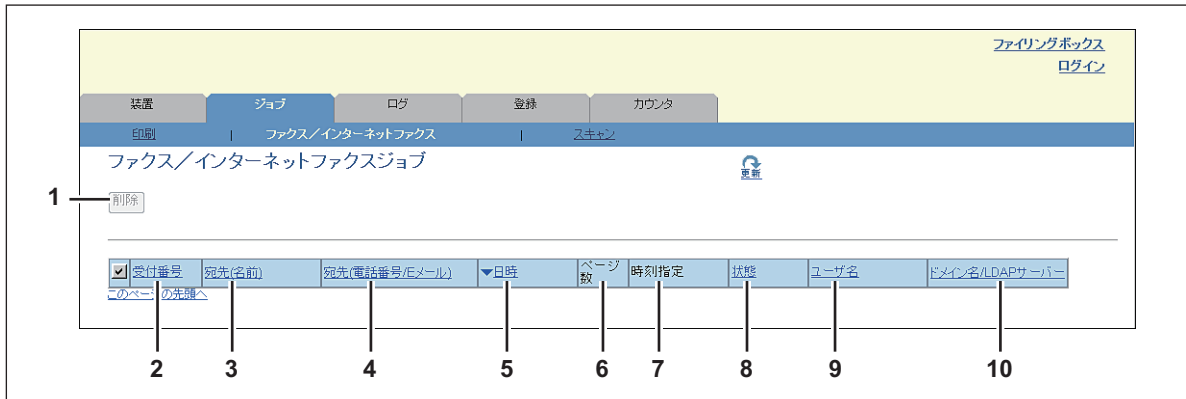 ファイリングボックス
ログイン
装置 ジョブ ログ 登録 カウンタ
印刷 | ファクス／インターネットファクス | スキャン
ファクス／インターネットファクスジョブ
更新
1
削除
受付番号 宛先(名前) 宛先(電話番号/Eメール) ▼日時 ページ数 時刻指定 状態 ユーザ名 ドメイン名/LDAPサーバー
このページの先頭へ
2 3 4 5 6 7 8 9 10